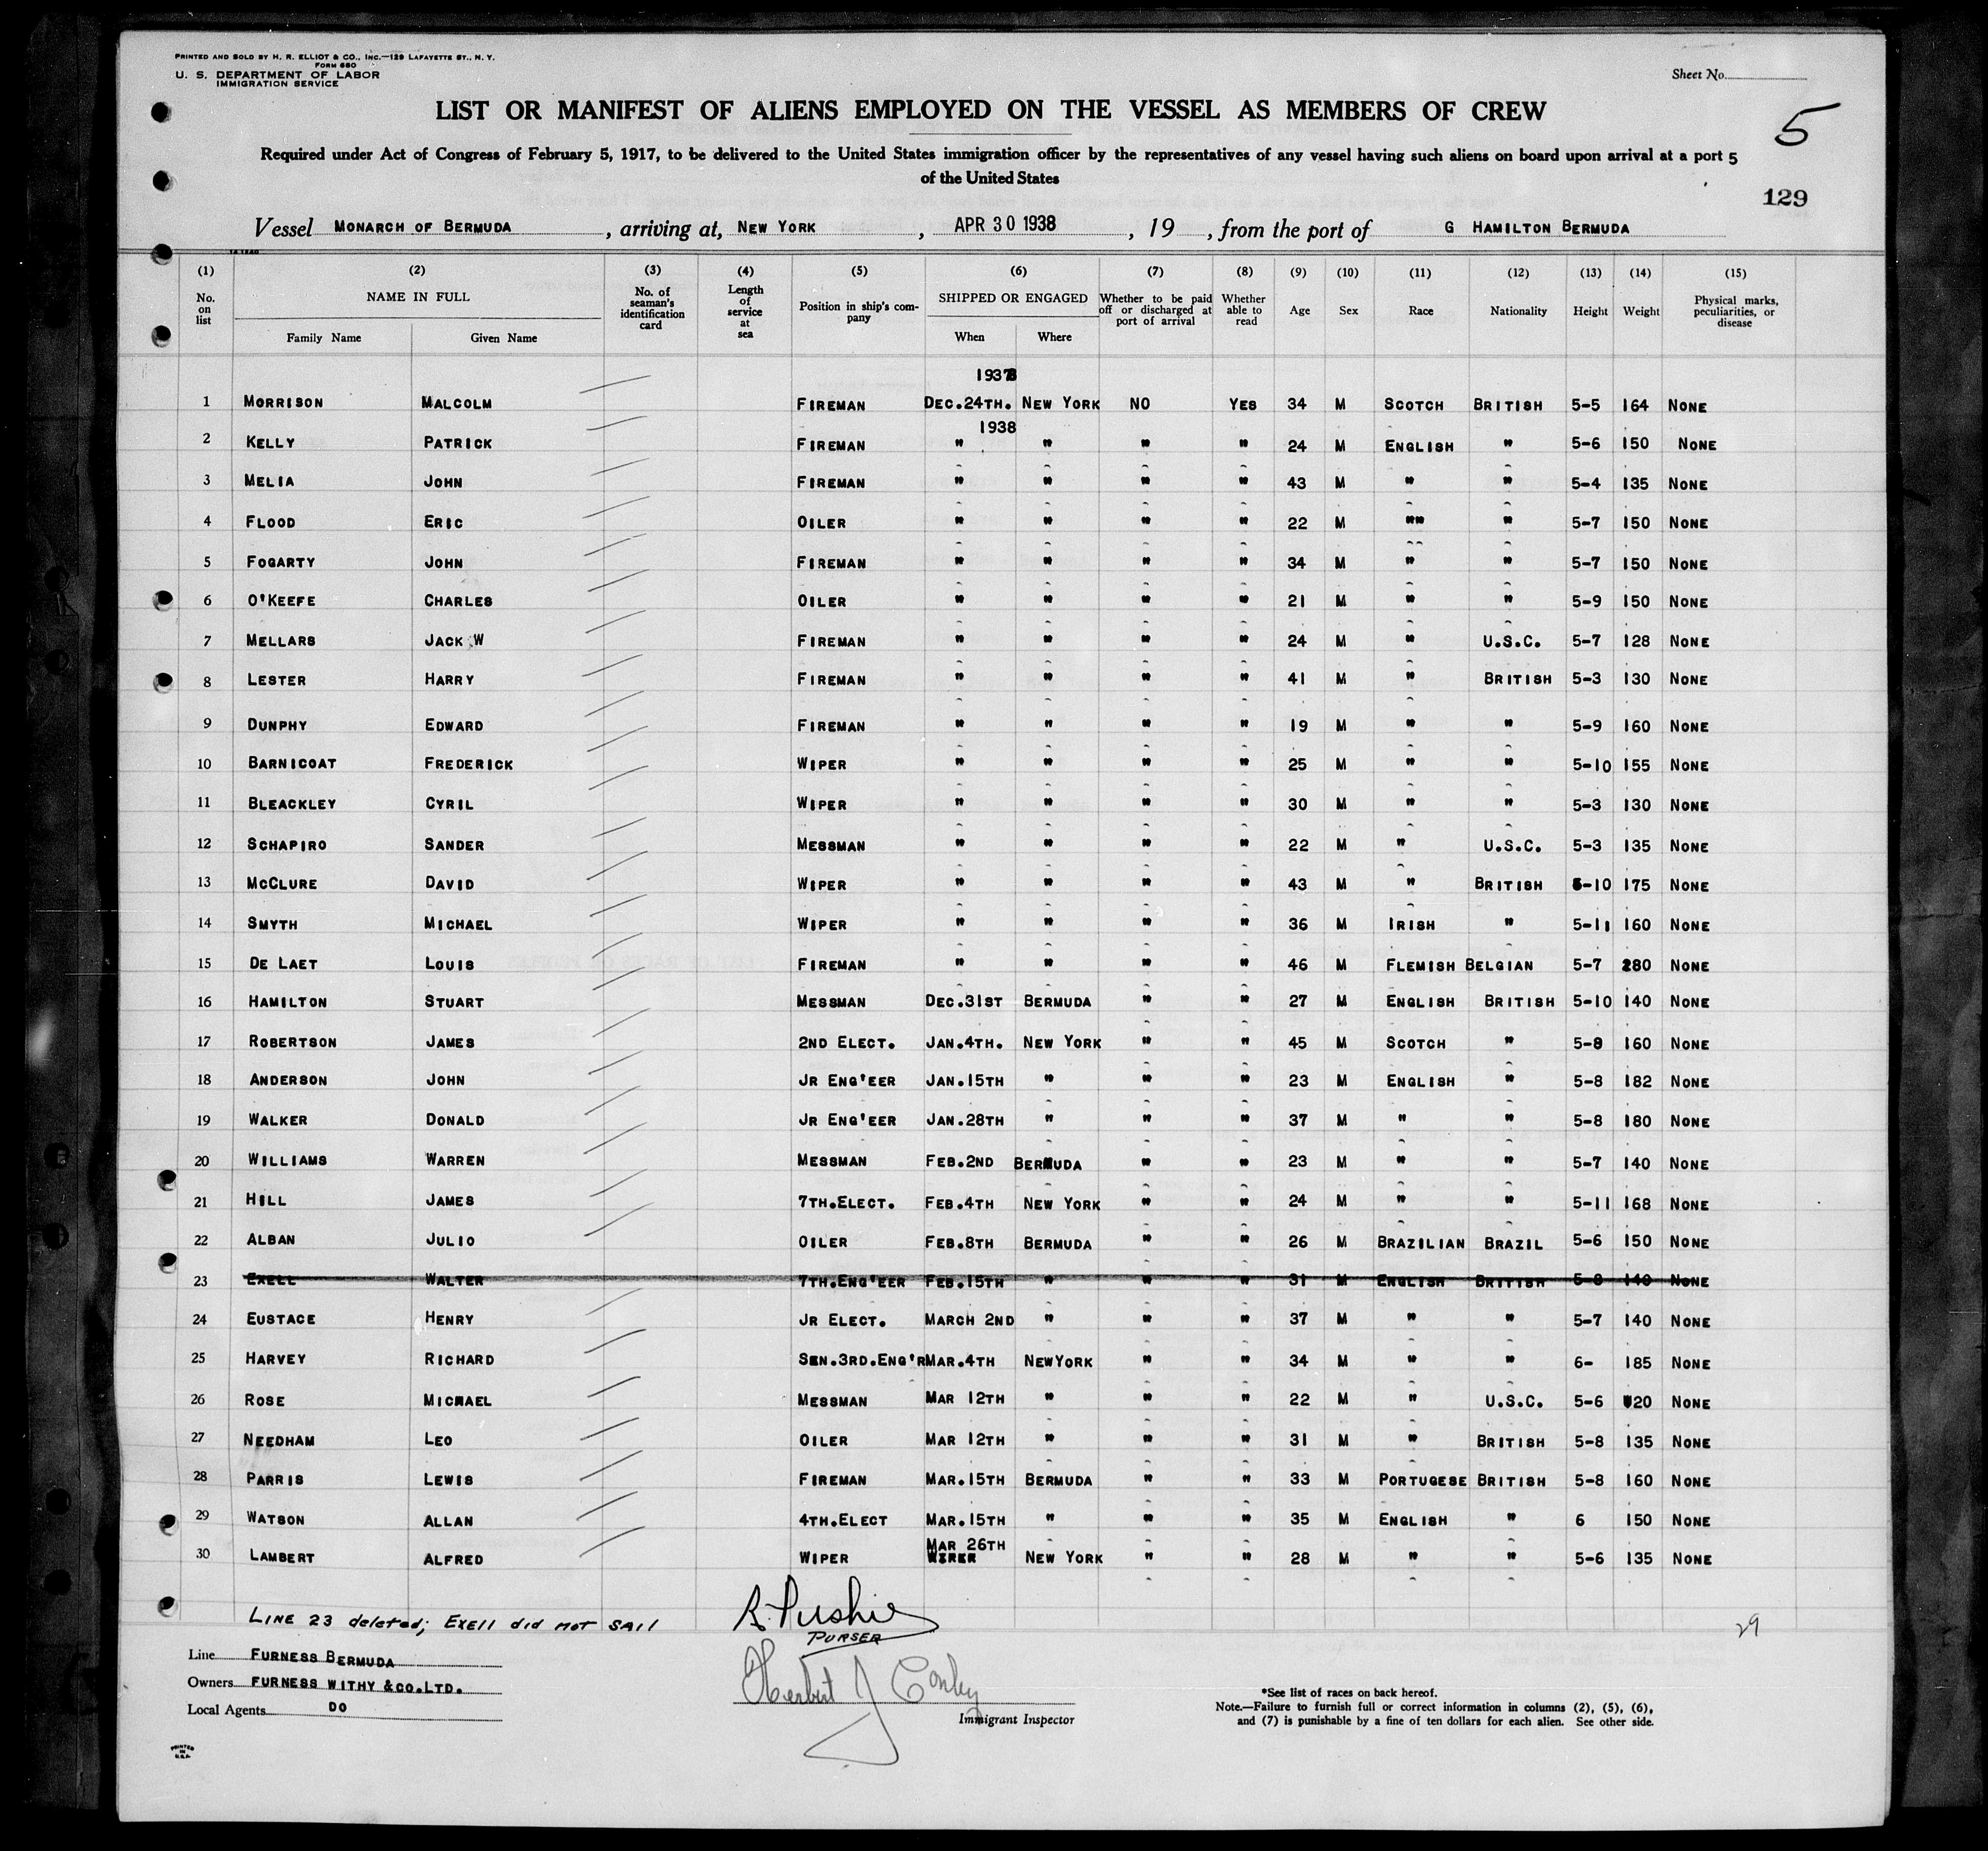 PRINTED AND SOLD BY H. R. ELLIOT & CO., INC.—129 LAFAYETTE ST., N. Y.
FORM 680
U. S. DEPARTMENT OF LABOR
IMMIGRATION SERVICE
Sheet No.
LIST OR MANIFEST OF ALIENS EMPLOYED ON THE VESSEL AS MEMBERS OF CREW
5
Required under Act of Congress of February 5, 1917, to be delivered to the United States immigration officer by the representatives of any vessel having such aliens on board upon arrival at a port 5
of the United States
129
Vessel MONARCH OF BERMUDA, arriving at, NEW YORK, APR 30 1938, 19, from the port of G HAMILTON BERMUDA
(1) (2) (3) (4) (5) (6) (7) (8) (9) (10) (11) (12) (13) (14) (15)
No. on list NAME IN FULL Family Name Given Name No. of seaman's identification card Length of service at sea Position in ship's company SHIPPED OR ENGAGED When Where Whether to be paid off or discharged at port of arrival Whether able to read Age Sex Race Nationality Height Weight Physical marks, peculiarities, or disease
1937
1 MORRISON MALCOLM FIREMAN DEC.24TH. NEW YORK NO YES 34 M SCOTCH BRITISH 5-5 164 NONE
1938
2 KELLY PATRICK FIREMAN " " " " 24 M ENGLISH " 5-6 150 NONE
3 MELIA JOHN FIREMAN " " " " 43 M " " 5-4 135 NONE
4 FLOOD ERIC OILER " " " " 22 M "" " 5-7 150 NONE
5 FOGARTY JOHN FIREMAN " " " " 34 M " " 5-7 150 NONE
6 O'KEEFE CHARLES OILER " " " " 21 M " " 5-9 150 NONE
7 MELLARS JACK W FIREMAN " " " " 24 M " U.S.C. 5-7 128 NONE
8 LESTER HARRY FIREMAN " " " " 41 M " BRITISH 5-3 130 NONE
9 DUNPHY EDWARD FIREMAN " " " " 19 M " " 5-9 160 NONE
10 BARNICOAT FREDERICK WIPER " " " " 25 M " " 5-10 155 NONE
11 BLEACKLEY CYRIL WIPER " " " " 30 M " " 5-3 130 NONE
12 SCHAPIRO SANDER MESSMAN " " " " 22 M " U.S.C. 5-3 135 NONE
13 MCCLURE DAVID WIPER " " " " 43 M " BRITISH 5-10 175 NONE
14 SMYTH MICHAEL WIPER " " " " 36 M IRISH " 5-11 160 NONE
15 DE LAET LOUIS FIREMAN " " " " 46 M FLEMISH BELGIAN 5-7 280 NONE
16 HAMILTON STUART MESSMAN DEC.31ST BERMUDA " " 27 M ENGLISH BRITISH 5-10 140 NONE
17 ROBERTSON JAMES 2ND ELECT. JAN.4TH. NEW YORK " " 45 M SCOTCH " 5-8 160 NONE
18 ANDERSON JOHN JR ENG'EER JAN.15TH " " " 23 M ENGLISH " 5-8 182 NONE
19 WALKER DONALD JR ENG'EER JAN.28TH " " " 37 M " " 5-8 180 NONE
20 WILLIAMS WARREN MESSMAN FEB.2ND BERMUDA " " 23 M " " 5-7 140 NONE
21 HILL JAMES 7TH.ELECT. FEB.4TH NEW YORK " " 24 M " " 5-11 168 NONE
22 ALBAN JULIO OILER FEB.8TH BERMUDA " " 26 M BRAZILIAN BRAZIL 5-6 150 NONE
23 EXELL WALTER 7TH.ENG'EER FEB.15TH " " " 31 M ENGLISH BRITISH 140 NONE
24 EUSTACE HENRY JR ELECT. MARCH 2ND " " " 37 M " " 5-7 140 NONE
25 HARVEY RICHARD SEN.3RD.ENG'R MAR.4TH NEWYORK " " 34 M " " 6- 185 NONE
26 ROSE MICHAEL MESSMAN MAR 12TH " " " 22 M " U.S.C. 5-6 120 NONE
27 NEEDHAM LEO OILER MAR 12TH " " " 31 M " BRITISH 5-8 135 NONE
28 PARRIS LEWIS FIREMAN MAR.15TH BERMUDA " " 33 M PORTUGESE BRITISH 5-8 160 NONE
29 WATSON ALLAN 4TH.ELECT MAR.15TH " " " 35 M ENGLISH " 6 150 NONE
30 LAMBERT ALFRED WIPER MAR 26TH NEW YORK " " 28 M " " 5-6 135 NONE
LINE 23 deleted; EXEll did not SAIl
PURSER
29
Line FURNESS BERMUDA
Owners FURNESS WITHY &CO.LTD.
Local Agents DO
Immigrant Inspector
*See list of races on back hereof.
Note.—Failure to furnish full or correct information in columns (2), (5), (6),
and (7) is punishable by a fine of ten dollars for each alien. See other side.
PRINTED
IN
U.S.A.